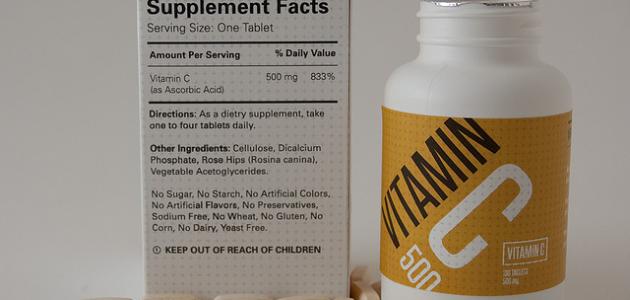 Supplement Facts
Serving Size: One Tablet
Amount Per Serving % Daily Value
Vitamin C 500 mg 833%
(as Ascorbic Acid)
Directions: As a dietry supplement, take
one to four tablets daily.
Other Ingredients: Cellulose, Dicalcium
Phosphate, Rose Hips (Rosina canina),
Vegetable Acetoglycerides.
No Sugar, No Starch, No Artificial Colors,
No Artificial Flavors, No Preservatives,
Sodium Free, No Wheat, No Gluten, No
Corn, No Dairy, Yeast Free.
KEEP OUT OF REACH OF CHILDREN
VITAMIN
C
500
VITAMIN C
TABLETS
500 mg